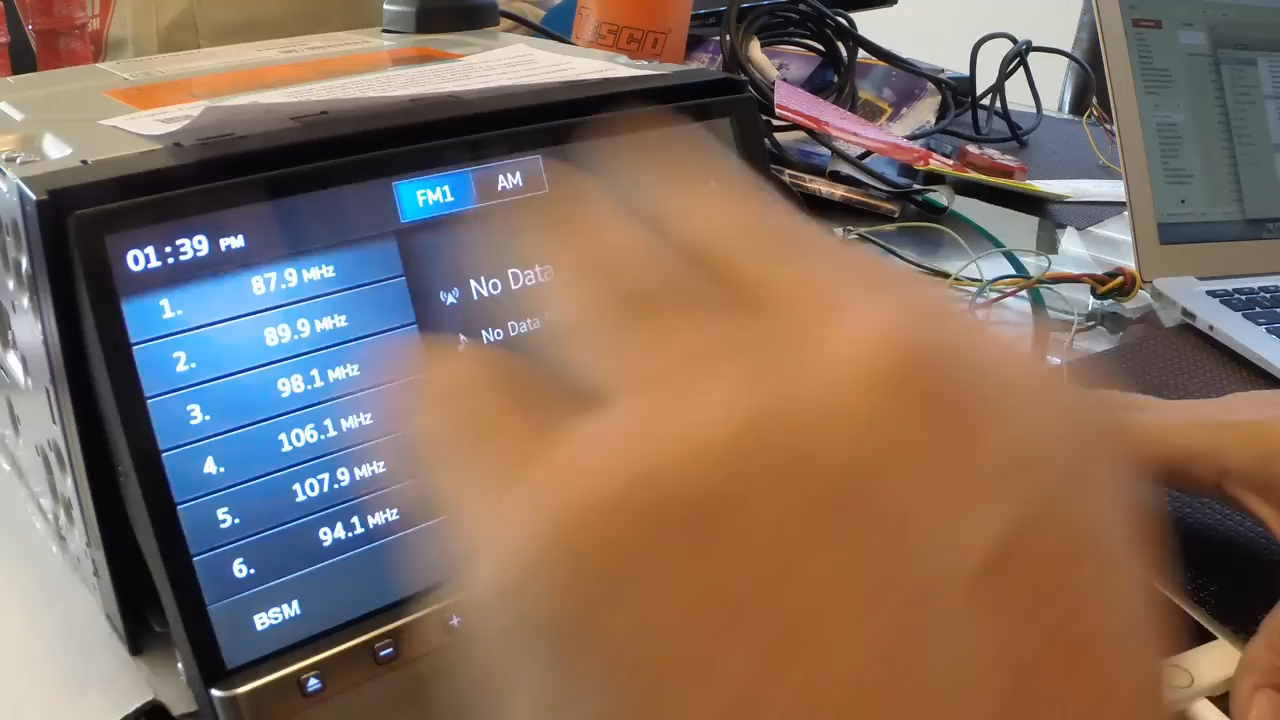 TESCO
FM1 AM
01:39 PM
1. 87.9 MHz
2. 89.9 MHz
3. 98.1 MHz
4. 106.1 MHz
5. 107.9 MHz
6. 94.1 MHz
BSM
No Data
No Data